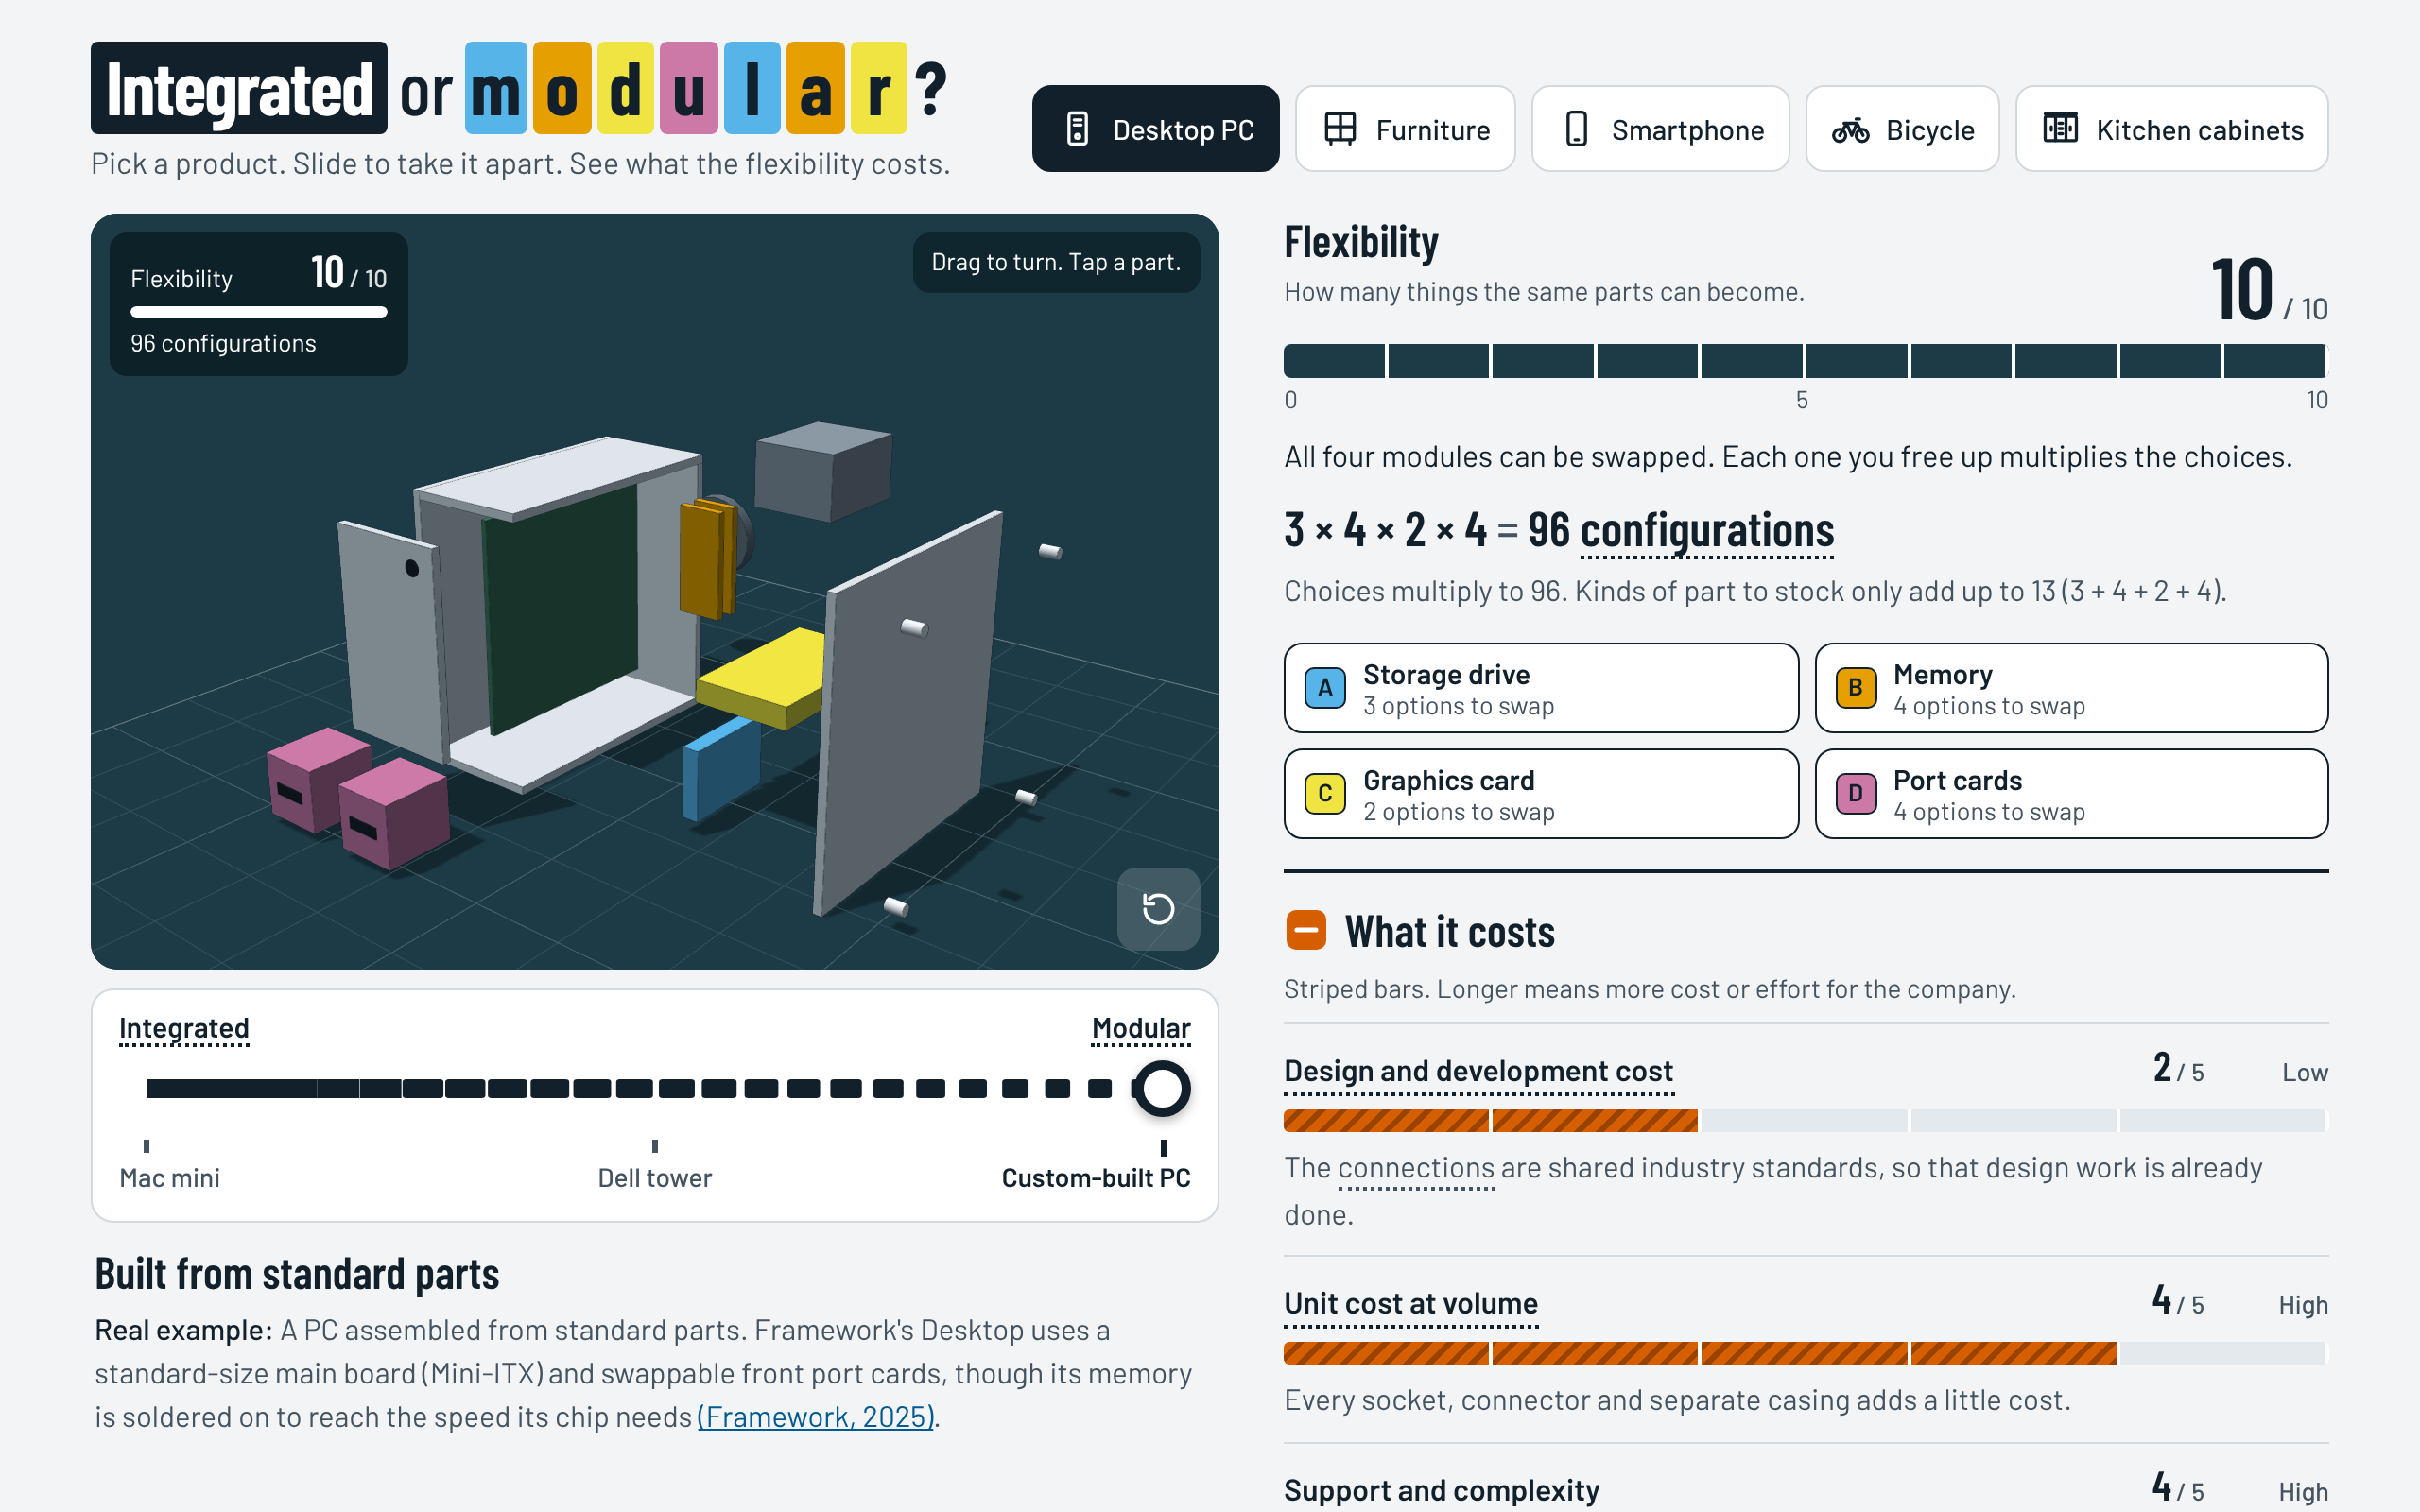 Integrated or modular?
Pick a product. Slide to take it apart. See what the flexibility costs.
Desktop PC
Furniture
Smartphone
Bicycle
Kitchen cabinets
Flexibility 10 / 10
96 configurations
Drag to turn. Tap a part.
Integrated
Modular
Mac mini
Dell tower
Custom-built PC
Built from standard parts
Real example: A PC assembled from standard parts. Framework's Desktop uses a
standard-size main board (Mini-ITX) and swappable front port cards, though its memory
is soldered on to reach the speed its chip needs (Framework, 2025).
Flexibility
How many things the same parts can become.
10 / 10
0 5 10
All four modules can be swapped. Each one you free up multiplies the choices.
3 × 4 × 2 × 4 = 96 configurations
Choices multiply to 96. Kinds of part to stock only add up to 13 (3 + 4 + 2 + 4).
A Storage drive
3 options to swap
B Memory
4 options to swap
C Graphics card
2 options to swap
D Port cards
4 options to swap
What it costs
Striped bars. Longer means more cost or effort for the company.
Design and development cost 2 / 5 Low
The connections are shared industry standards, so that design work is already
done.
Unit cost at volume 4 / 5 High
Every socket, connector and separate casing adds a little cost.
Support and complexity 4 / 5 High